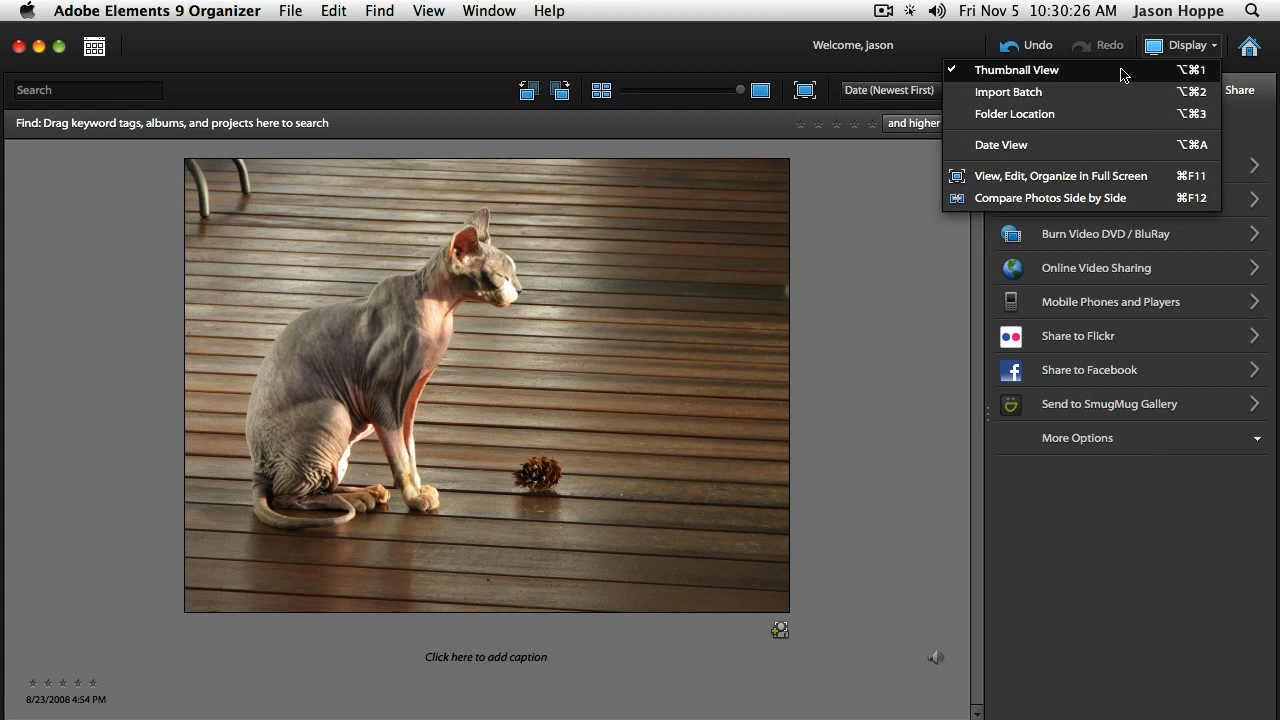 Adobe Elements 9 Organizer File Edit Find View Window Help Fri Nov 5 10:30:26 AM Jason Hoppe
Welcome, Jason Undo Redo Display
Search Date (Newest First) Share
Find: Drag keyword tags, albums, and projects here to search and higher
✓ Thumbnail View ⌥⌘1
Import Batch ⌥⌘2
Folder Location ⌥⌘3
Date View ⌥⌘A
View, Edit, Organize in Full Screen ⌘F11
Compare Photos Side by Side ⌘F12
Burn Video DVD / BluRay
Online Video Sharing
Mobile Phones and Players
Share to Flickr
Share to Facebook
Send to SmugMug Gallery
More Options
Click here to add caption
8/23/2008 4:54 PM